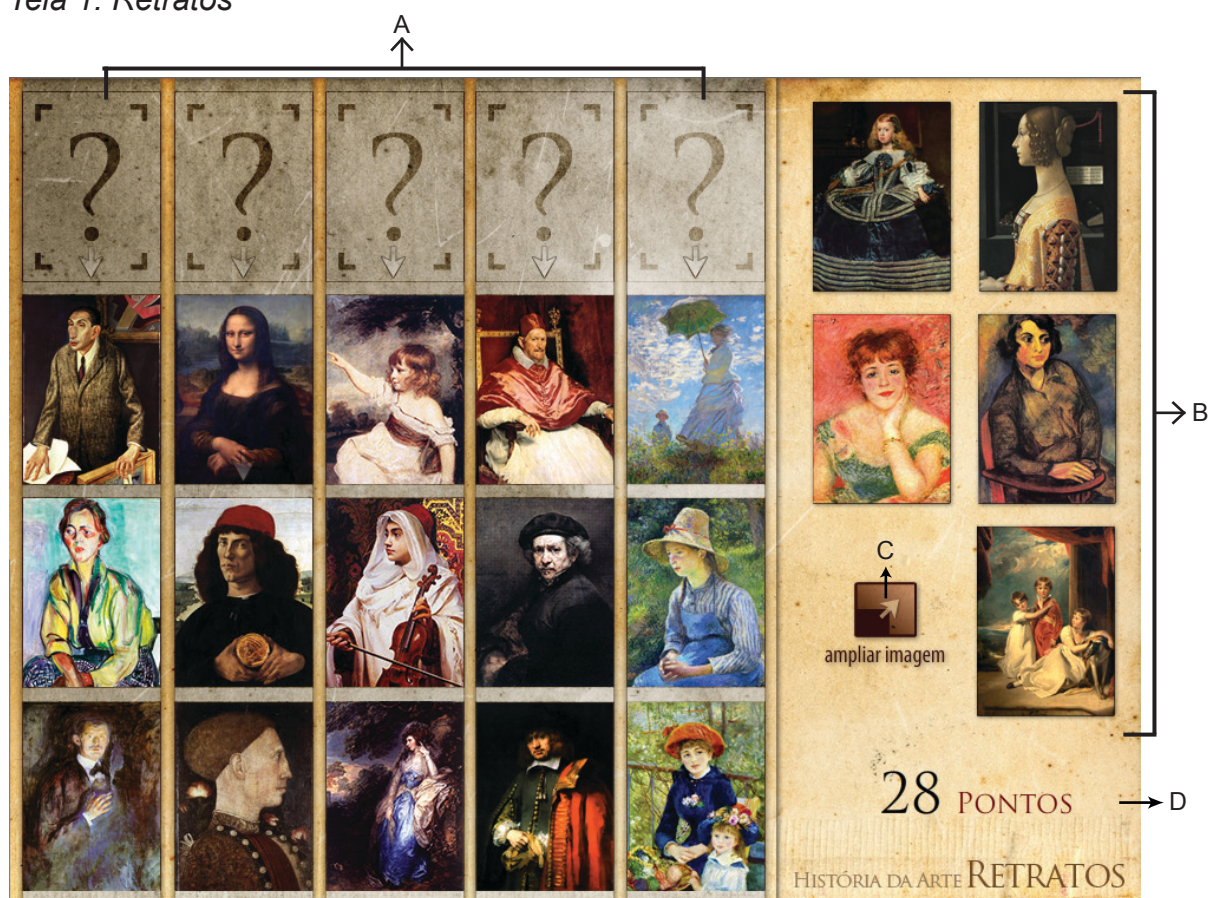 Tela 1: Retratos
A
? ? ? ? ?
B
C
ampliar imagem
28 PONTOS
D
HISTÓRIA DA ARTE RETRATOS